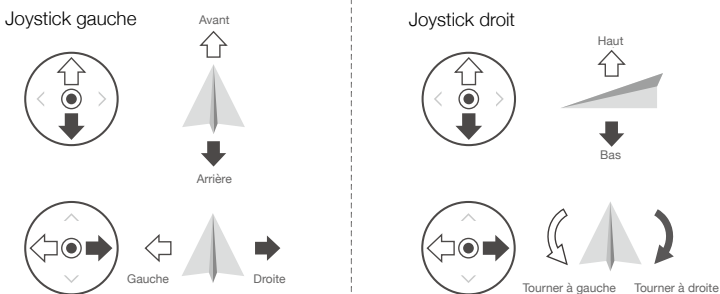 Joystick gauche
Avant
Arrière
Gauche
Droite
Joystick droit
Haut
Bas
Tourner à gauche
Tourner à droite